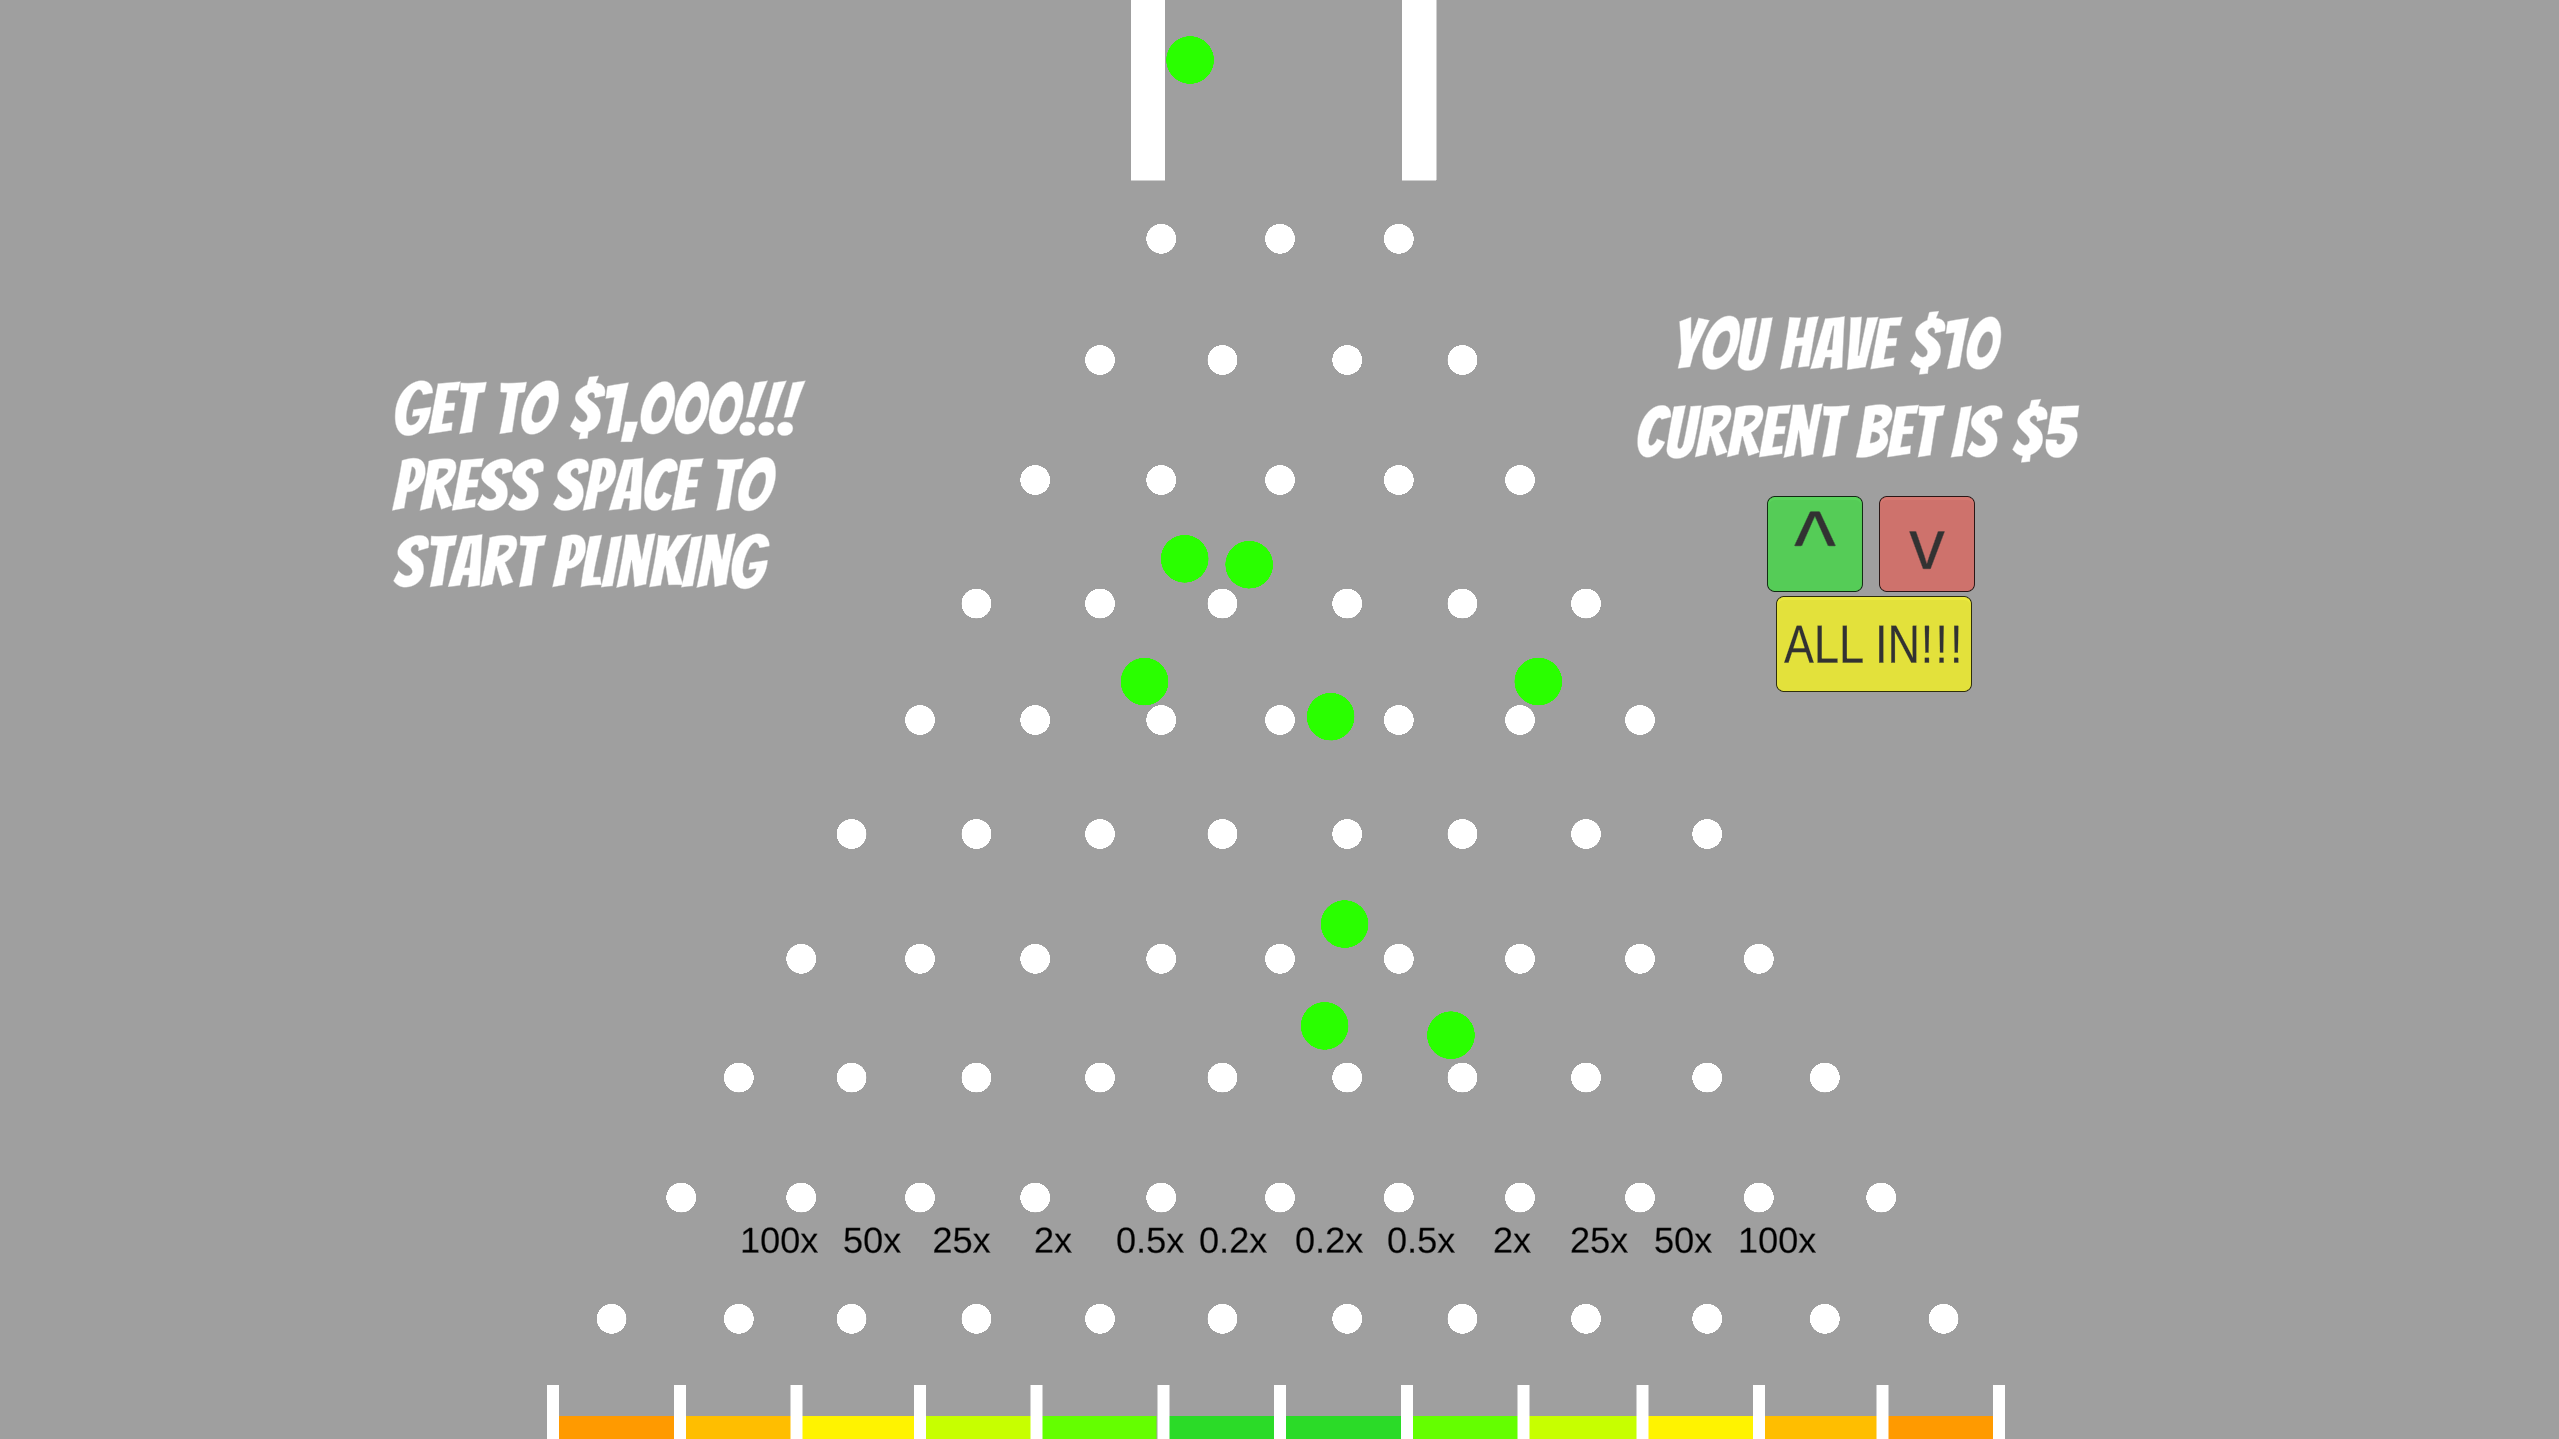 YOU HAVE $10
GET TO $1,000!!!
CURRENT BET IS $5
PRESS SPACE TO
START PLINKING
^
v
ALL IN!!!
100x 50x 25x 2x 0.5x 0.2x 0.2x 0.5x 2x 25x 50x 100x